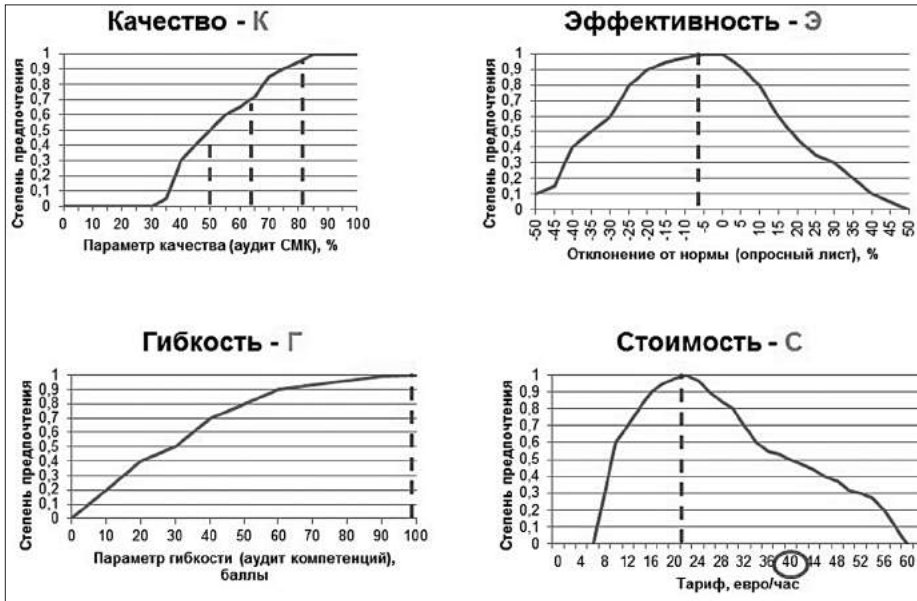 Качество - К
Степень предпочтения
1
0,9
0,8
0,7
0,6
0,5
0,4
0,3
0,2
0,1
0
0 10 20 30 40 50 60 70 80 90 100
Параметр качества (аудит СМК), %
Эффективность - Э
Степень предпочтения
1
0,9
0,8
0,7
0,6
0,5
0,4
0,3
0,2
0,1
0
-50 -45 -40 -35 -30 -25 -20 -15 -10 -5 0 5 10 15 20 25 30 35 40 45 50
Отклонение от нормы (опросный лист), %
Гибкость - Г
Степень предпочтения
1
0,9
0,8
0,7
0,6
0,5
0,4
0,3
0,2
0,1
0
0 10 20 30 40 50 60 70 80 90 100
Параметр гибкости (аудит компетенций),
баллы
Стоимость - С
Степень предпочтения
1
0,9
0,8
0,7
0,6
0,5
0,4
0,3
0,2
0,1
0
0 4 8 12 16 20 24 28 32 36 40 44 48 52 56 60
Тариф, евро/час